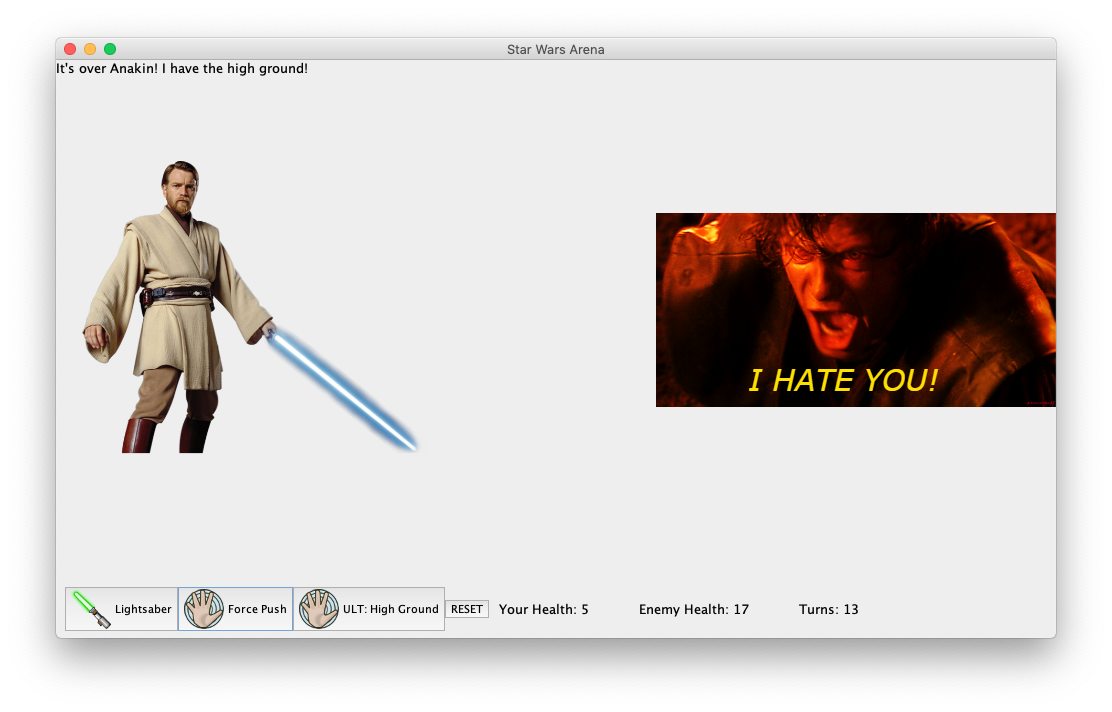 Star Wars Arena
It's over Anakin! I have the high ground!
I HATE YOU!
Lightsaber
Force Push
ULT: High Ground
RESET
Your Health: 5
Enemy Health: 17
Turns: 13